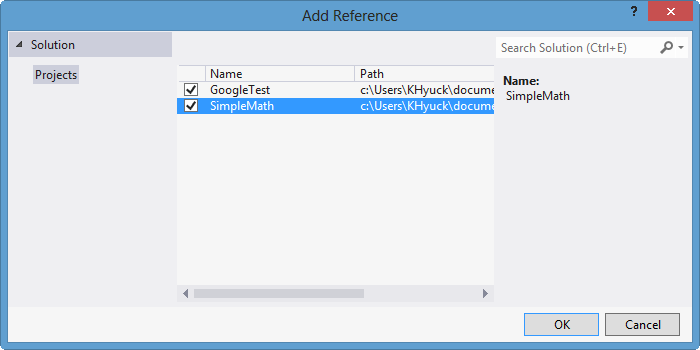 Add Reference
?
Solution
Search Solution (Ctrl+E)
Projects
Name Path
GoogleTest c:\Users\KHyuck\docume
SimpleMath c:\Users\KHyuck\docume
Name:
SimpleMath
OK Cancel